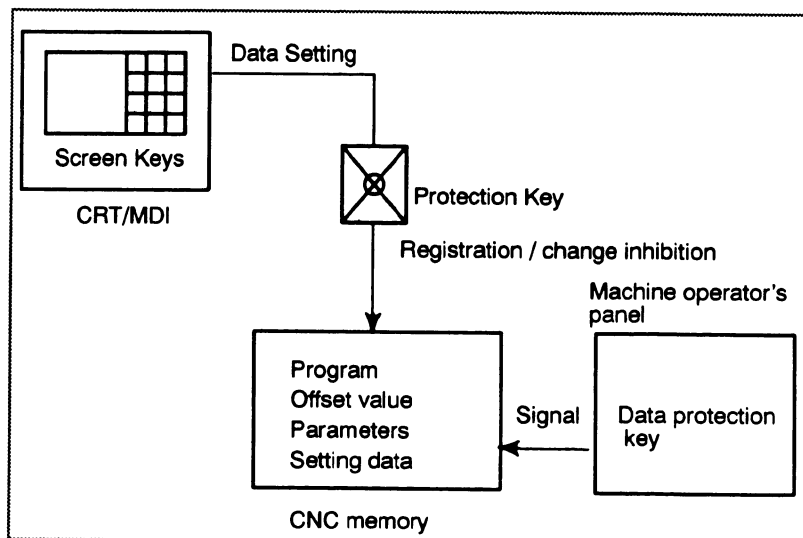 Data Setting
Screen Keys
CRT/MDI
Protection Key
Registration / change inhibition
Machine operator's
panel
Program
Offset value
Parameters
Setting data
Signal
Data protection
key
CNC memory